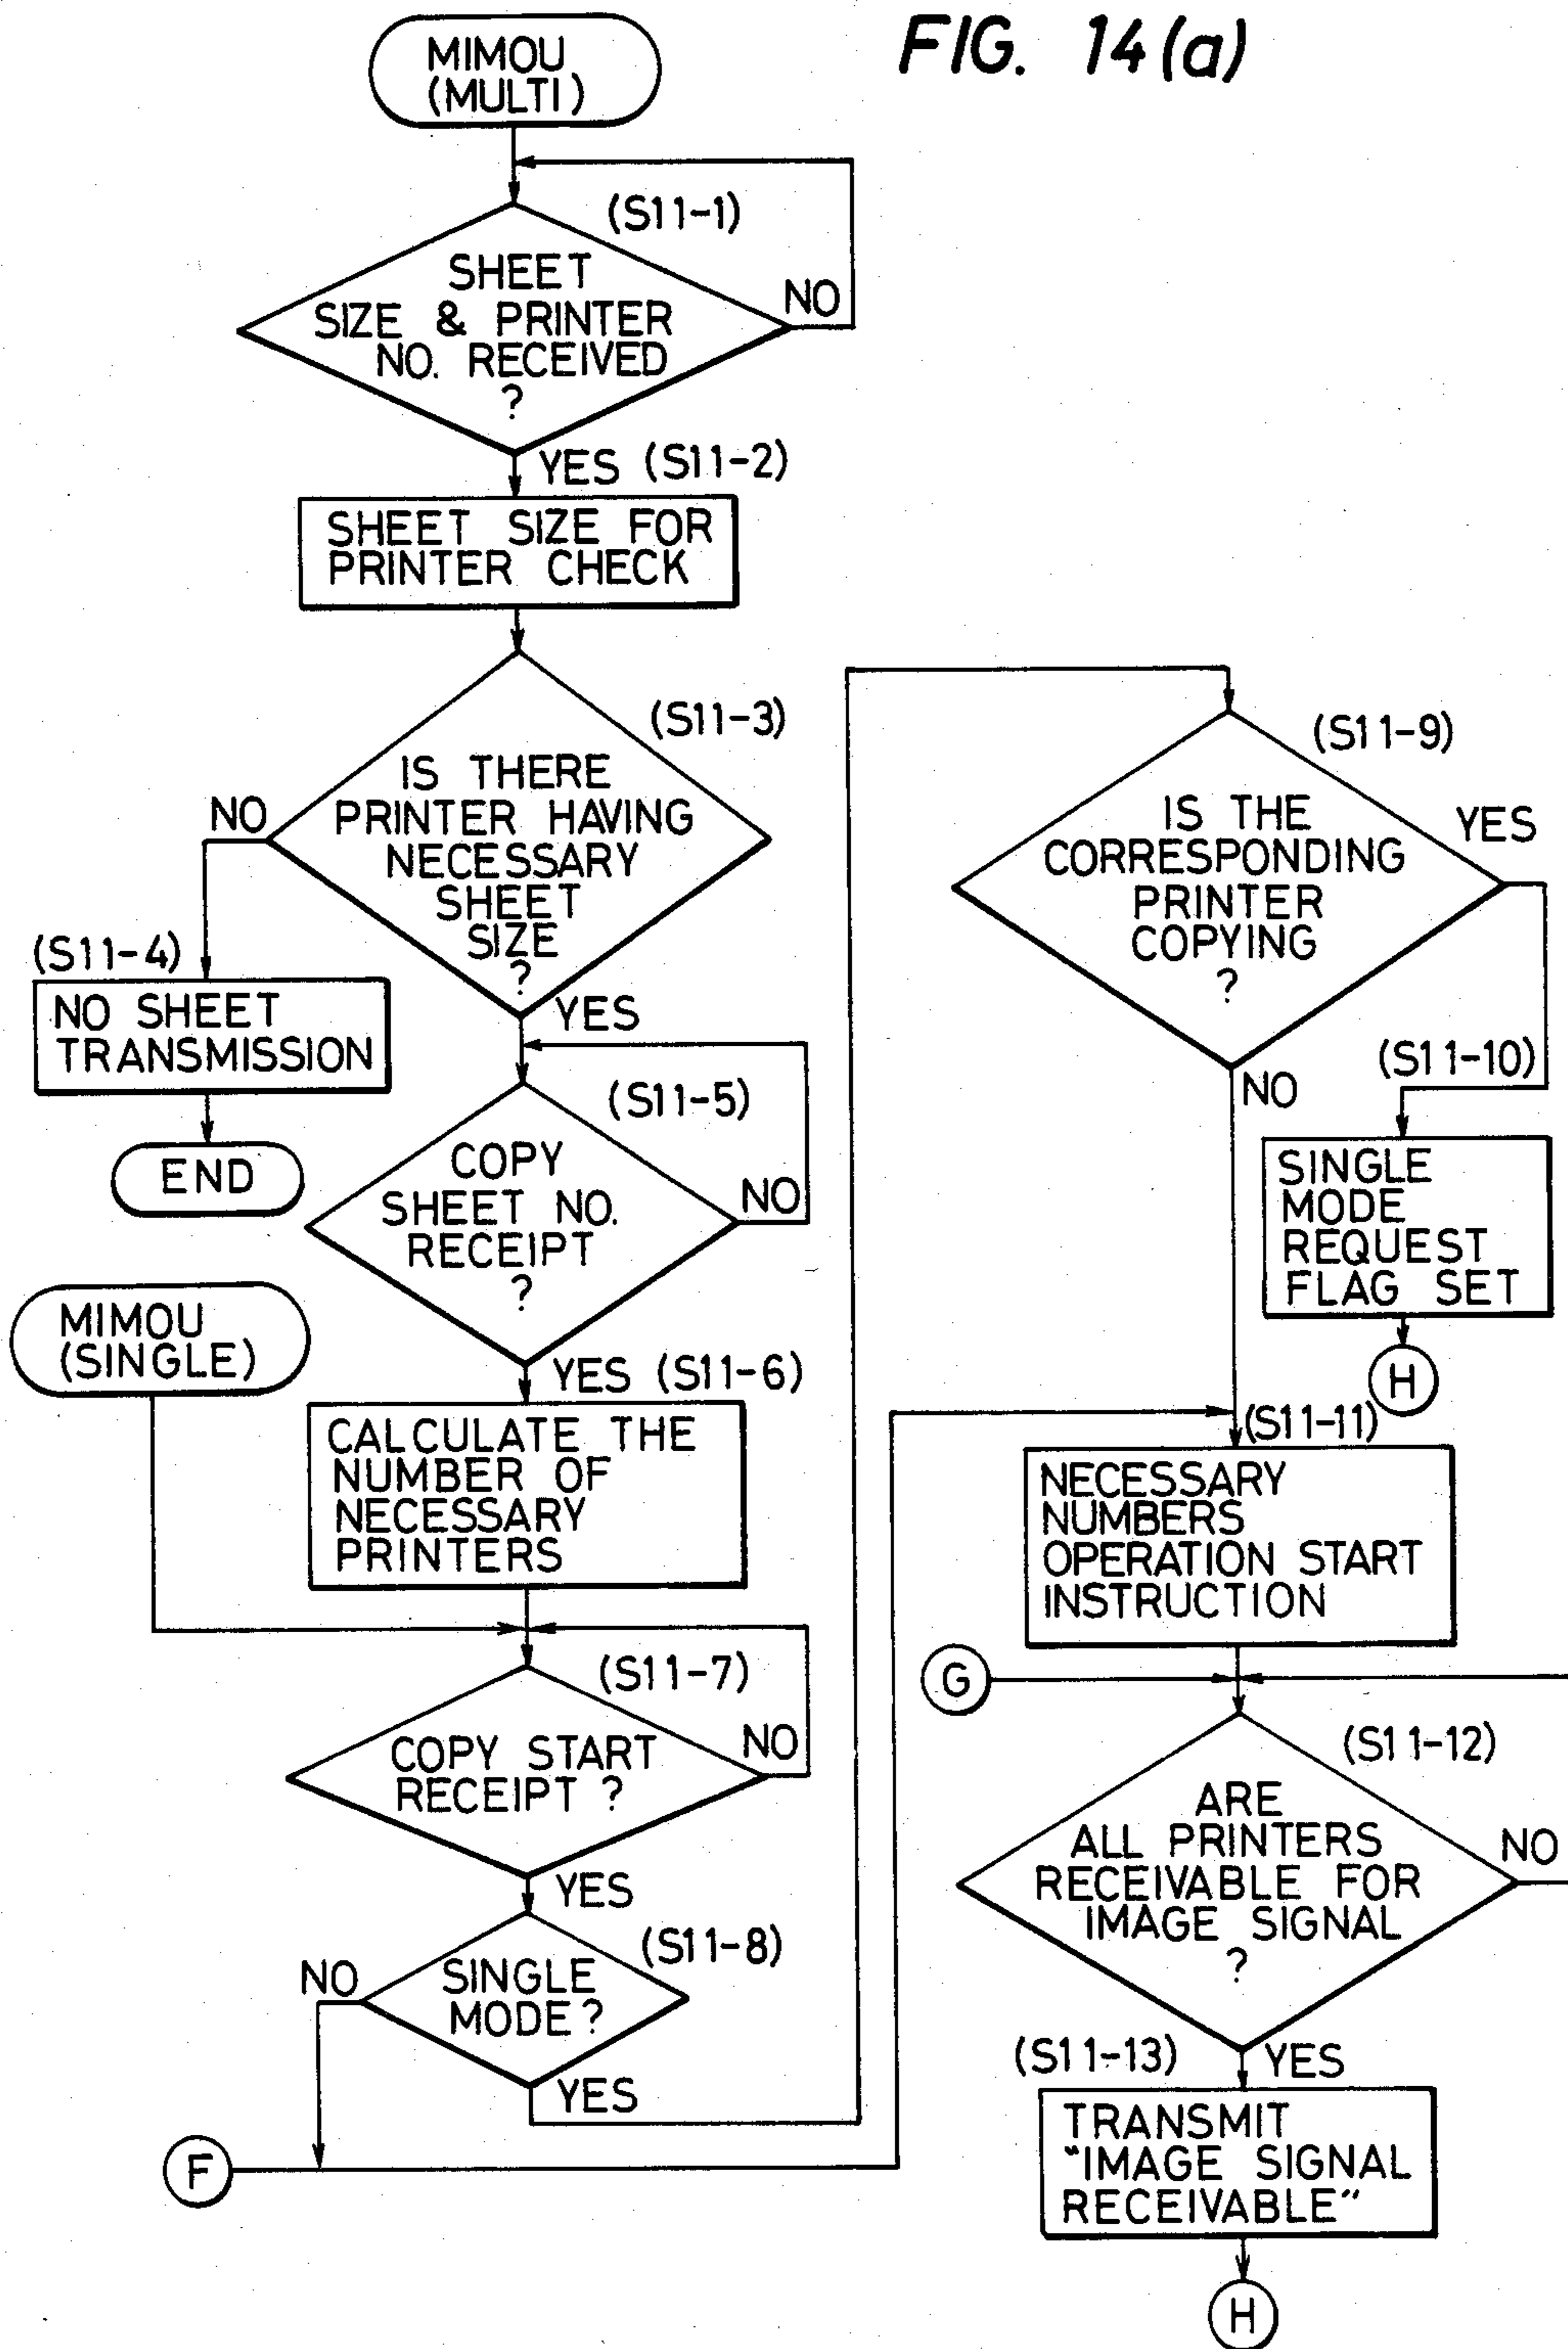 FIG. 14(a)
MIMOU
(MULTI)
(S11-1)
SHEET
SIZE & PRINTER
NO. RECEIVED
?
NO
YES (S11-2)
SHEET SIZE FOR
PRINTER CHECK
(S11-3)
IS THERE
PRINTER HAVING
NECESSARY
SHEET
SIZE
?
NO
YES
(S11-4)
NO SHEET
TRANSMISSION
END
(S11-5)
COPY
SHEET NO.
RECEIPT
?
NO
MIMOU
(SINGLE)
YES (S11-6)
CALCULATE THE
NUMBER OF
NECESSARY
PRINTERS
(S11-7)
COPY START
RECEIPT ?
NO
YES
(S11-8)
SINGLE
MODE?
NO
YES
F
(S11-9)
IS THE
CORRESPONDING
PRINTER
COPYING
?
YES
NO
(S11-10)
SINGLE
MODE
REQUEST
FLAG SET
H
(S11-11)
NECESSARY
NUMBERS
OPERATION START
INSTRUCTION
G
(S11-12)
ARE
ALL PRINTERS
RECEIVABLE FOR
IMAGE SIGNAL
?
NO
(S11-13)
YES
TRANSMIT
"IMAGE SIGNAL
RECEIVABLE"
H